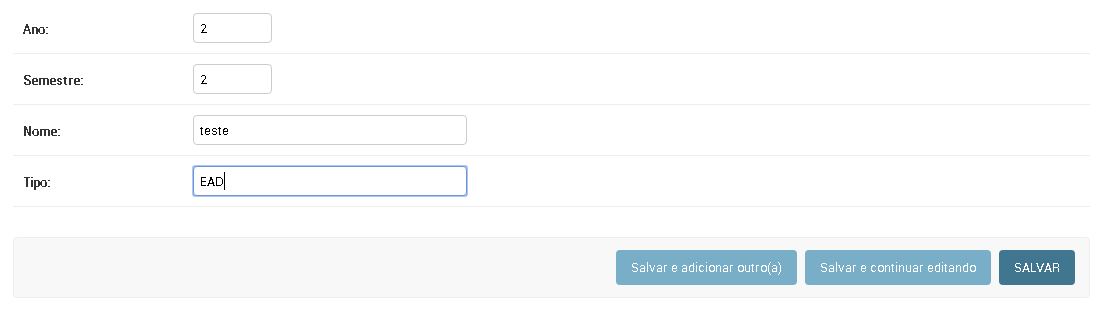 Ano: 2
Semestre: 2
Nome: teste
Tipo: EAD
Salvar e adicionar outro(a) Salvar e continuar editando SALVAR